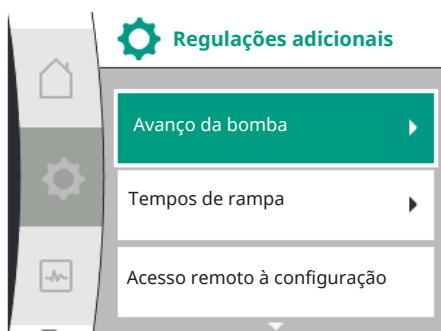 Regulações adicionais
Avanço da bomba
Tempos de rampa
Acesso remoto à configuração